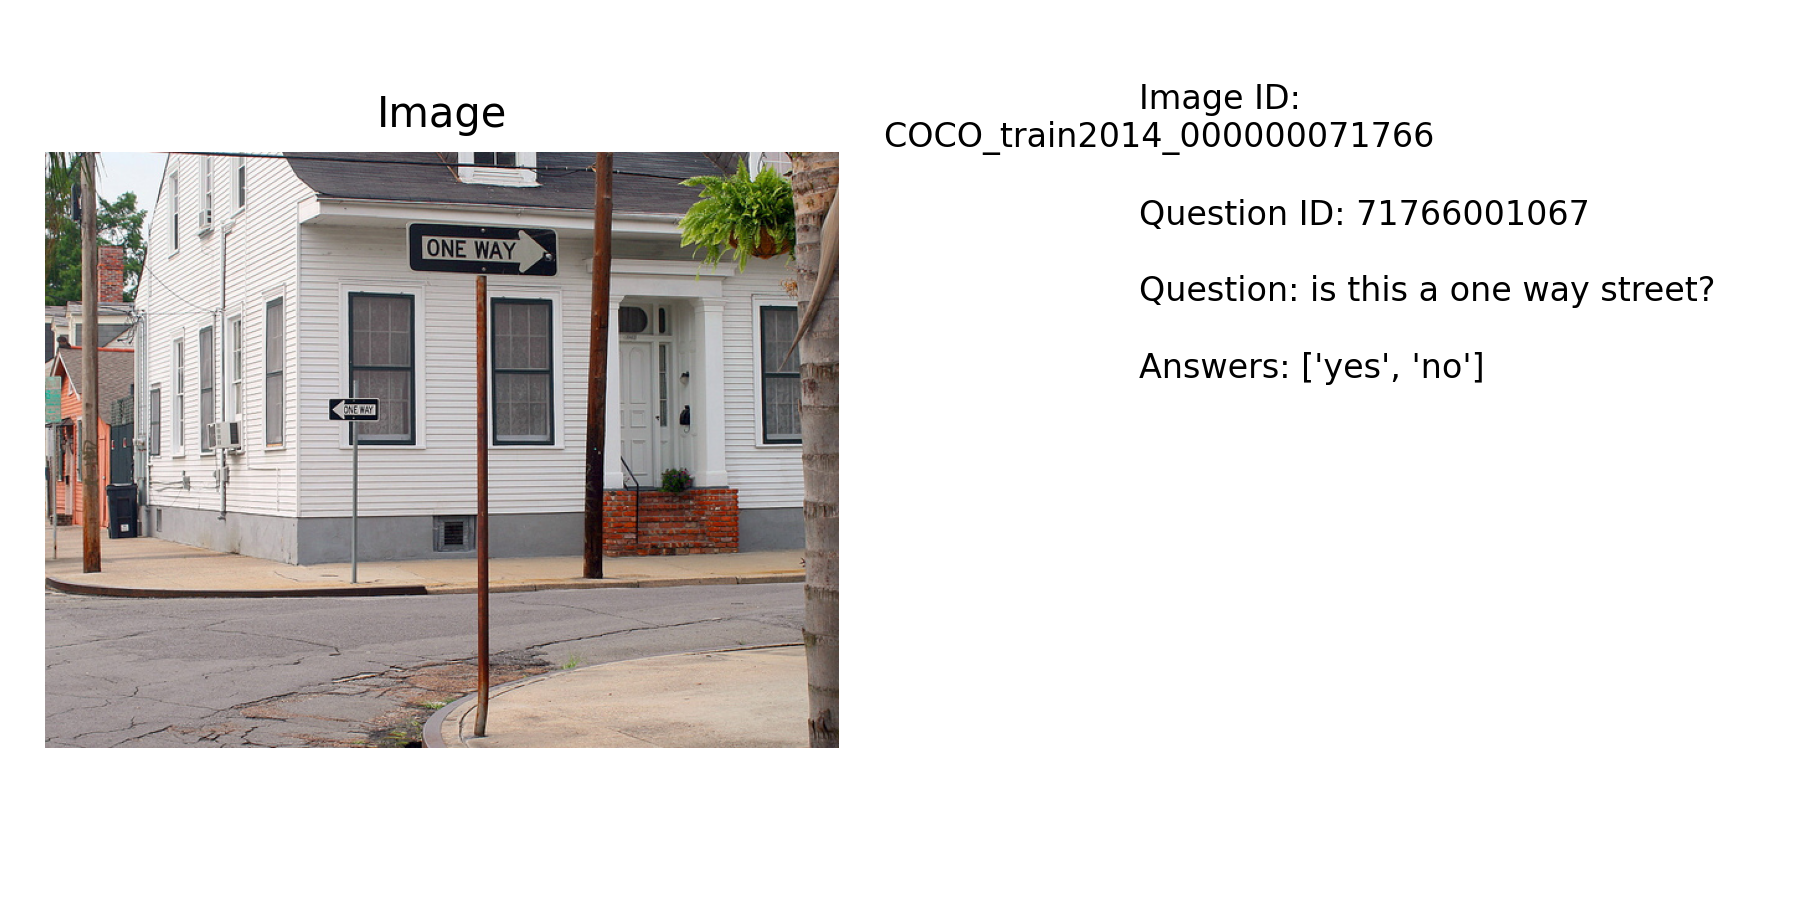 Image
ONE WAY
ONE WAY
Image ID:
COCO_train2014_000000071766
Question ID: 71766001067
Question: is this a one way street?
Answers: ['yes', 'no']